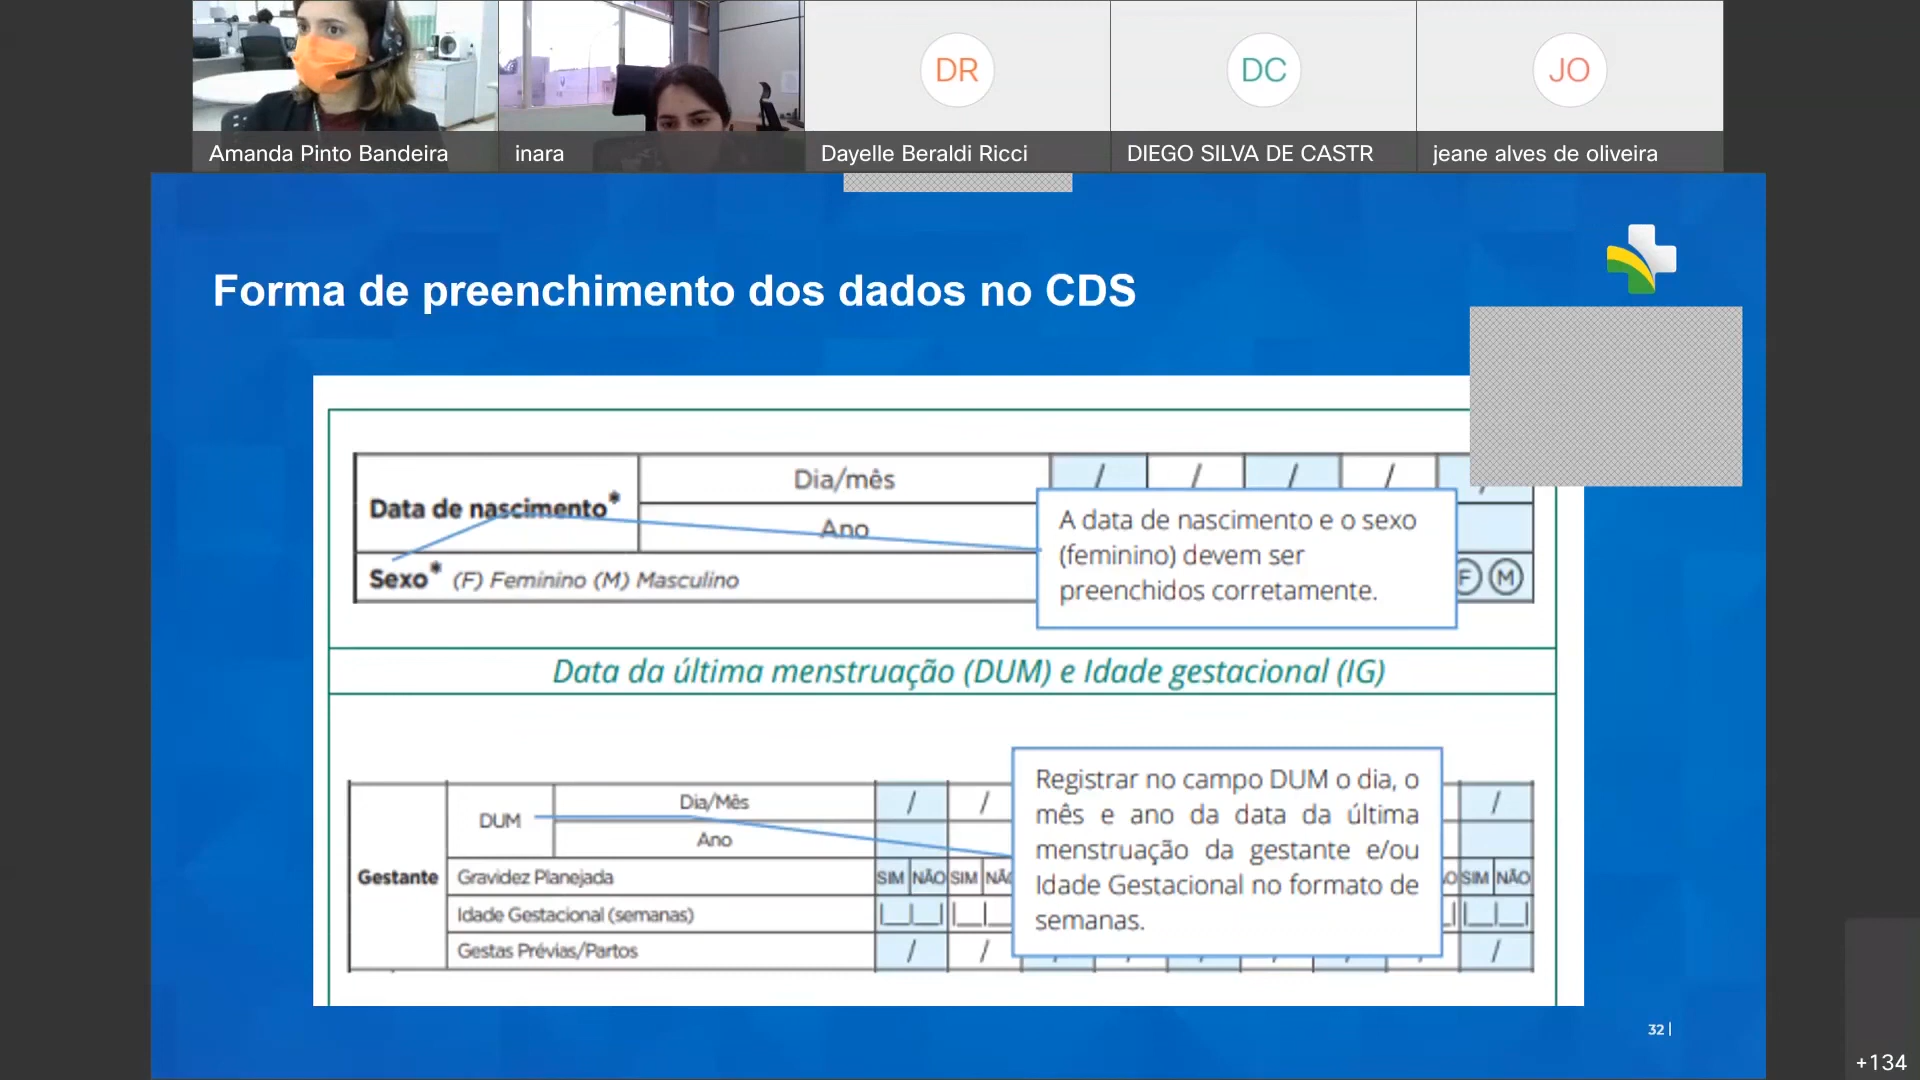 DR
DC
JO
Amanda Pinto Bandeira
inara
Dayelle Beraldi Ricci
DIEGO SILVA DE CASTR
jeane alves de oliveira
Forma de preenchimento dos dados no CDS
Data de nascimento*
Dia/mês
/ / / /
Ano
A data de nascimento e o sexo
(feminino) devem ser
preenchidos corretamente.
Sexo* (F) Feminino (M) Masculino
F M
Data da última menstruação (DUM) e Idade gestacional (IG)
Gestante
DUM
Dia/Mês
/ / /
Ano
Gravidez Planejada
SIM NÃO SIM SIM NÃO
Idade Gestacional (semanas)
Gestas Prévias/Partos
/ / /
Registrar no campo DUM o dia, o
mês e ano da data da última
menstruação da gestante e/ou
Idade Gestacional no formato de
semanas.
32 |
+134